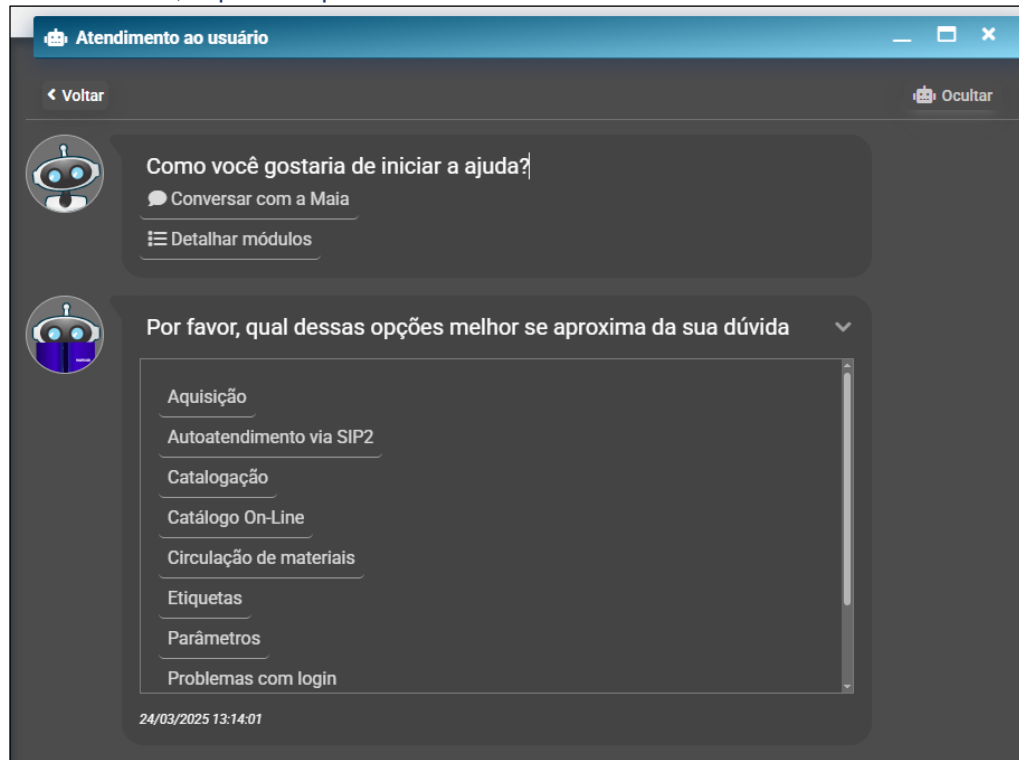 Atendimento ao usuário
Voltar
Ocultar
Como você gostaria de iniciar a ajuda?
Conversar com a Maia
Detalhar módulos
Por favor, qual dessas opções melhor se aproxima da sua dúvida
Aquisição
Autoatendimento via SIP2
Catalogação
Catálogo On-Line
Circulação de materiais
Etiquetas
Parâmetros
Problemas com login
24/03/2025 13:14:01